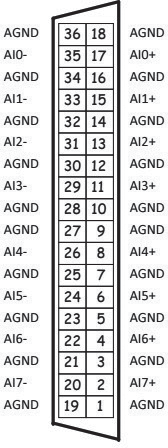 AGND 36 18 AGND
AI0- 35 17 AI0+
AGND 34 16 AGND
AI1- 33 15 AI1+
AGND 32 14 AGND
AI2- 31 13 AI2+
AGND 30 12 AGND
AI3- 29 11 AI3+
AGND 28 10 AGND
AGND 27 9 AGND
AI4- 26 8 AI4+
AGND 25 7 AGND
AI5- 24 6 AI5+
AGND 23 5 AGND
AI6- 22 4 AI6+
AGND 21 3 AGND
AI7- 20 2 AI7+
AGND 19 1 AGND